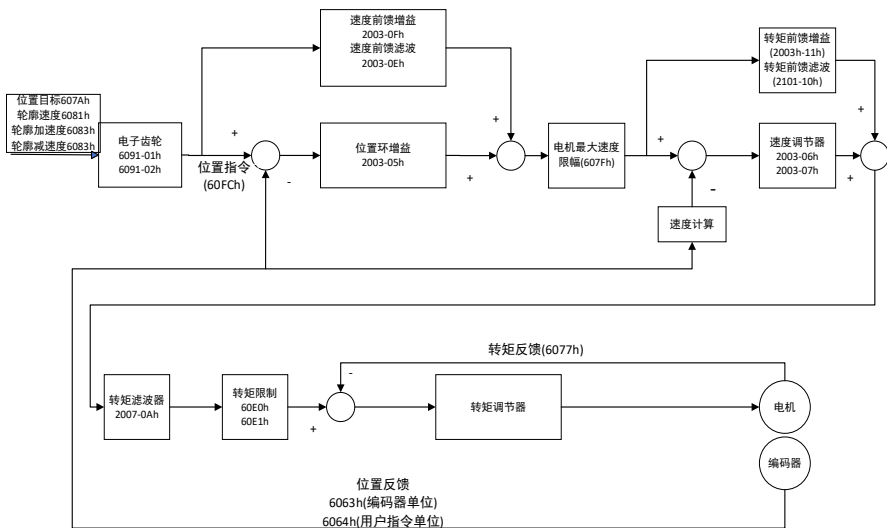 速度前馈增益
2003-0Fh
速度前馈滤波
2003-0Eh
转矩前馈增益
(2003h-11h)
转矩前馈滤波
(2101-10h)
位置目标607Ah
轮廓速度6081h
轮廓加速度6083h
轮廓减速度6083h
电子齿轮
6091-01h
6091-02h
+
位置指令
(60FCh)
-
位置环增益
2003-05h
+
+
电机最大速度
限幅(607Fh)
+
-
速度调节器
2003-06h
2003-07h
+
+
速度计算
转矩反馈(6077h)
-
转矩滤波器
2007-0Ah
转矩限制
60E0h
60E1h
+
转矩调节器
电机
编码器
位置反馈
6063h(编码器单位)
6064h(用户指令单位)